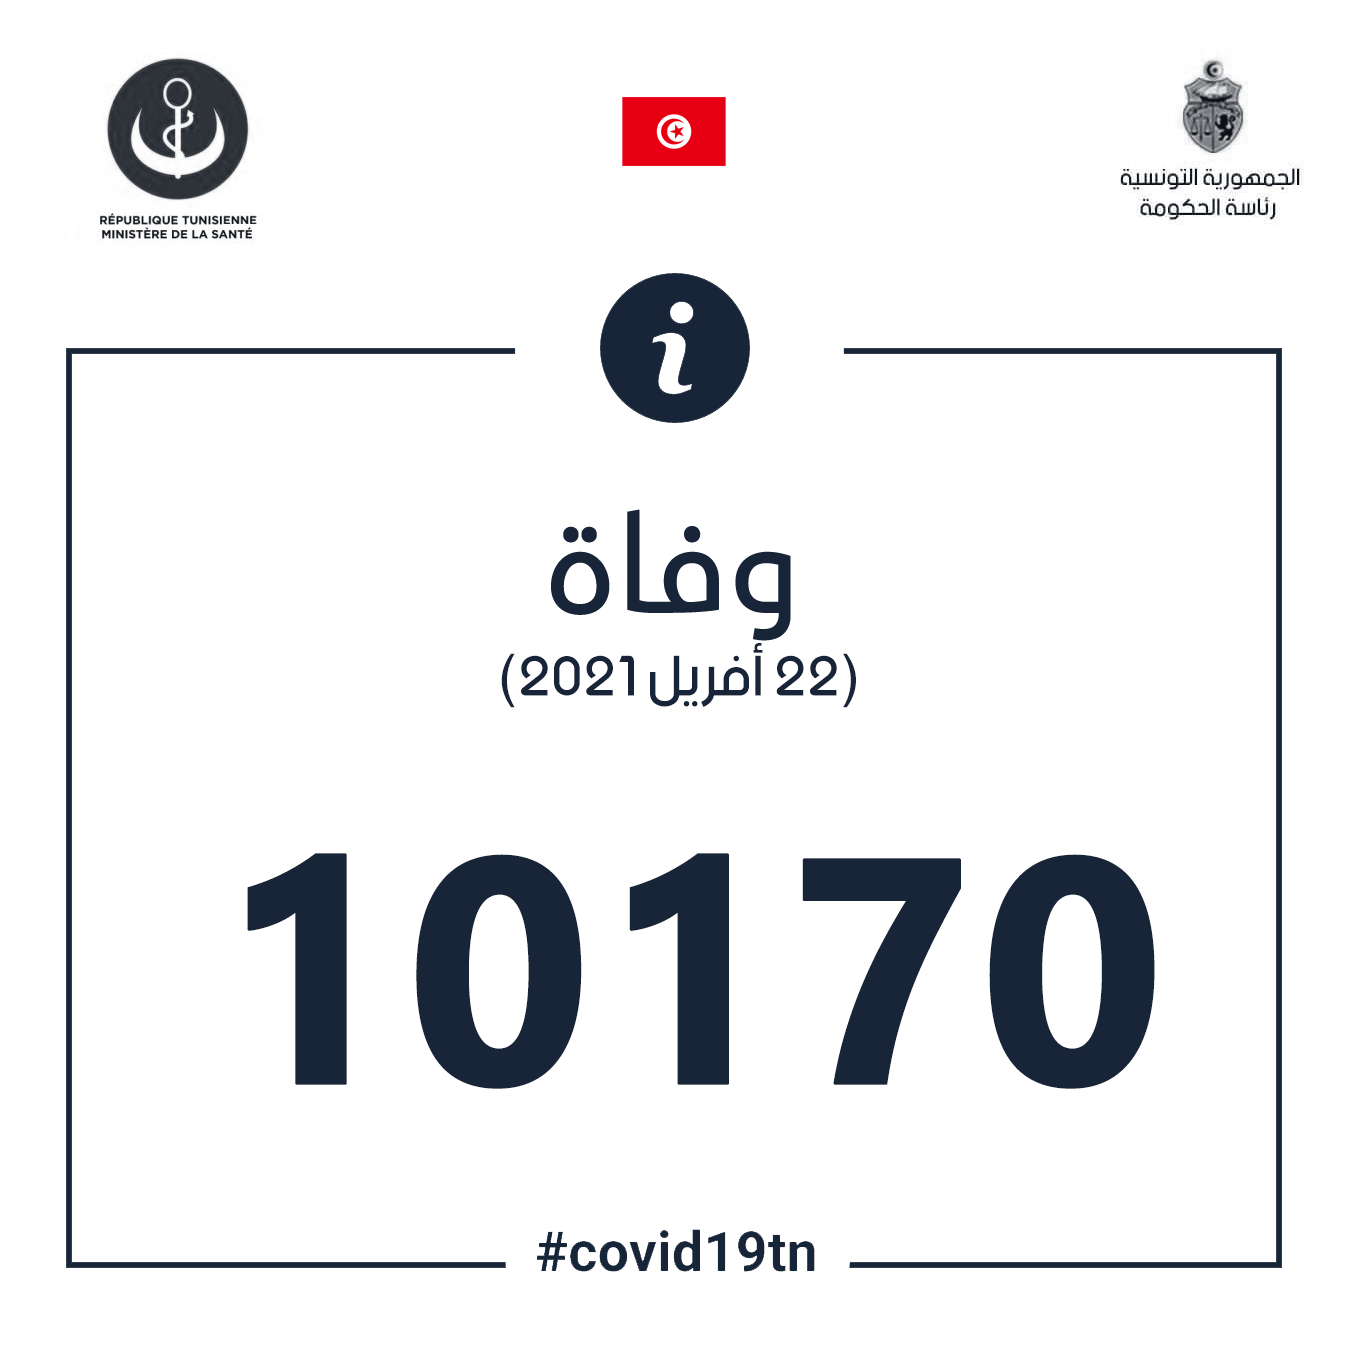 RÉPUBLIQUE TUNISIENNE
MINISTÈRE DE LA SANTÉ
الجمهورية التونسية
رئاسة الحكومة
i
وفاة
(22 أفريل 2021)
10170
#covid19tn